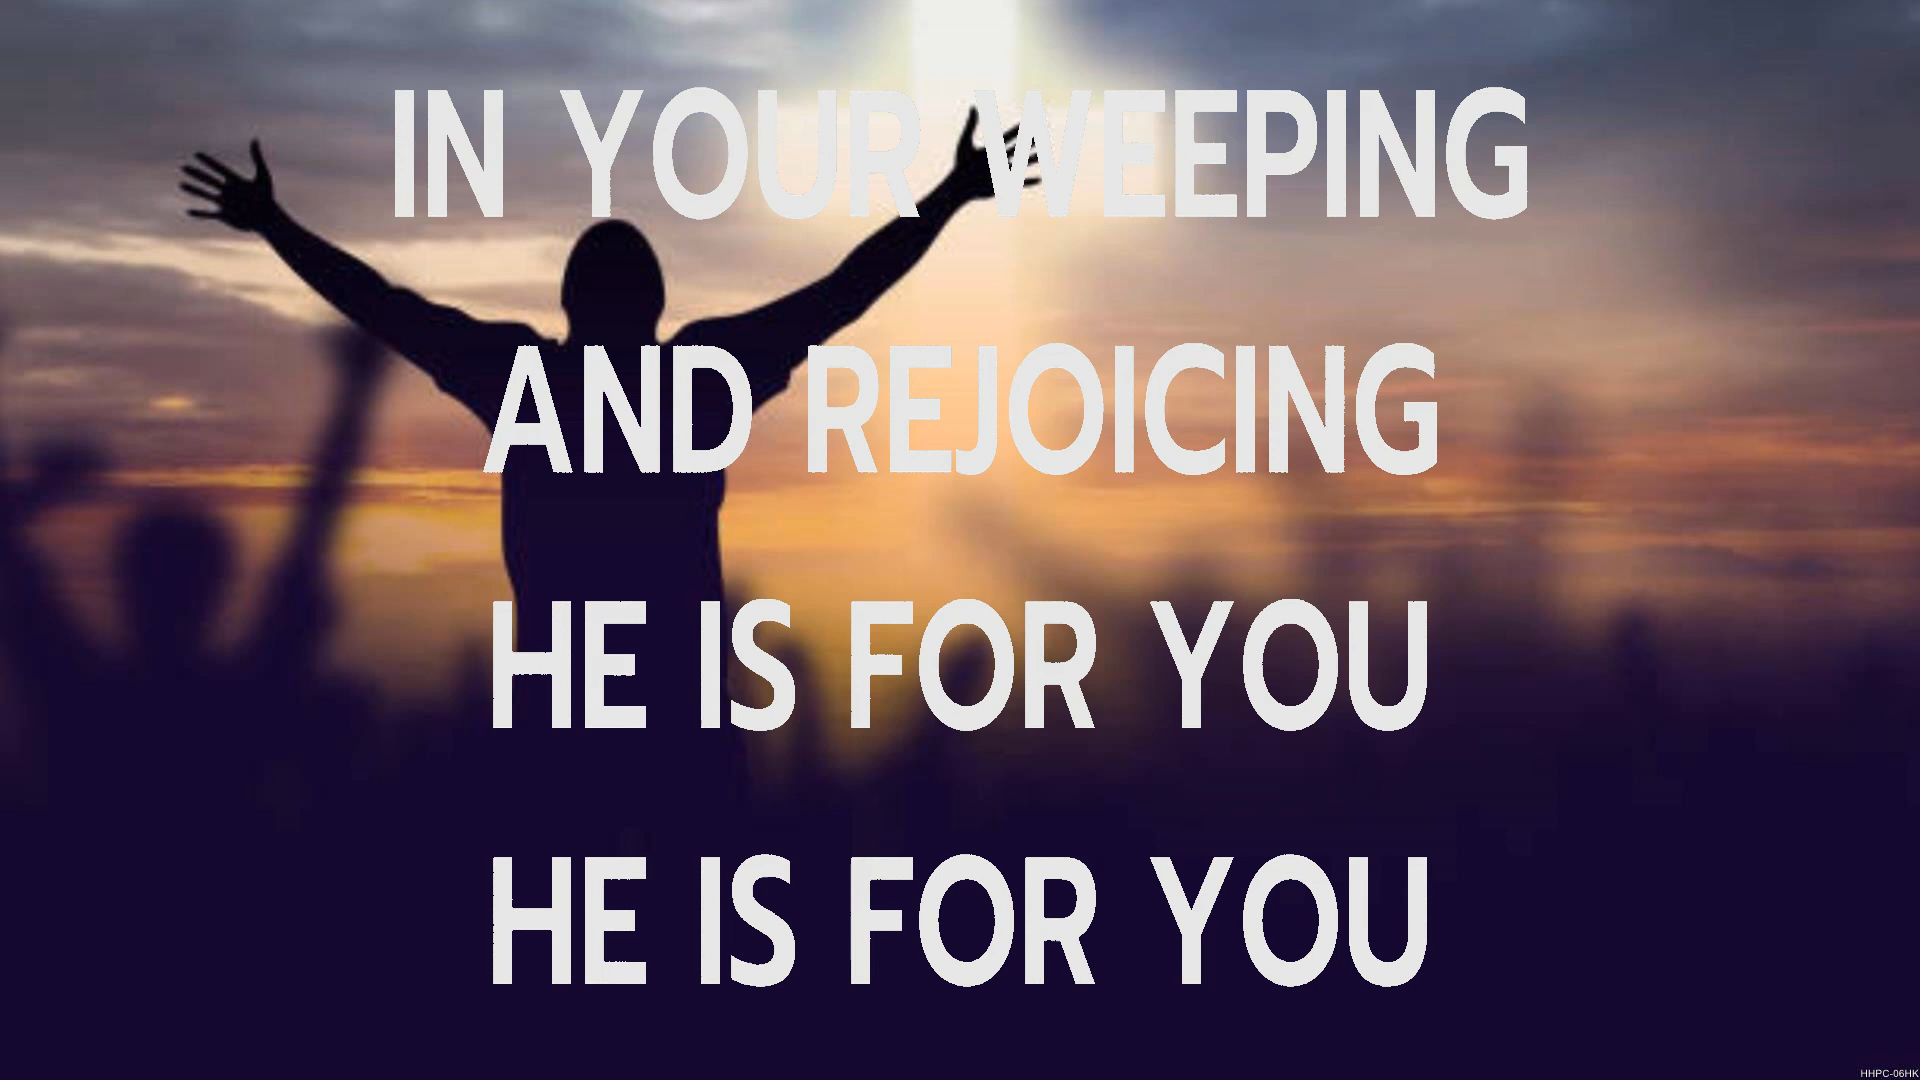 IN YOUR WEEPING
AND REJOICING
HE IS FOR YOU
HE IS FOR YOU
HHPC-06HK